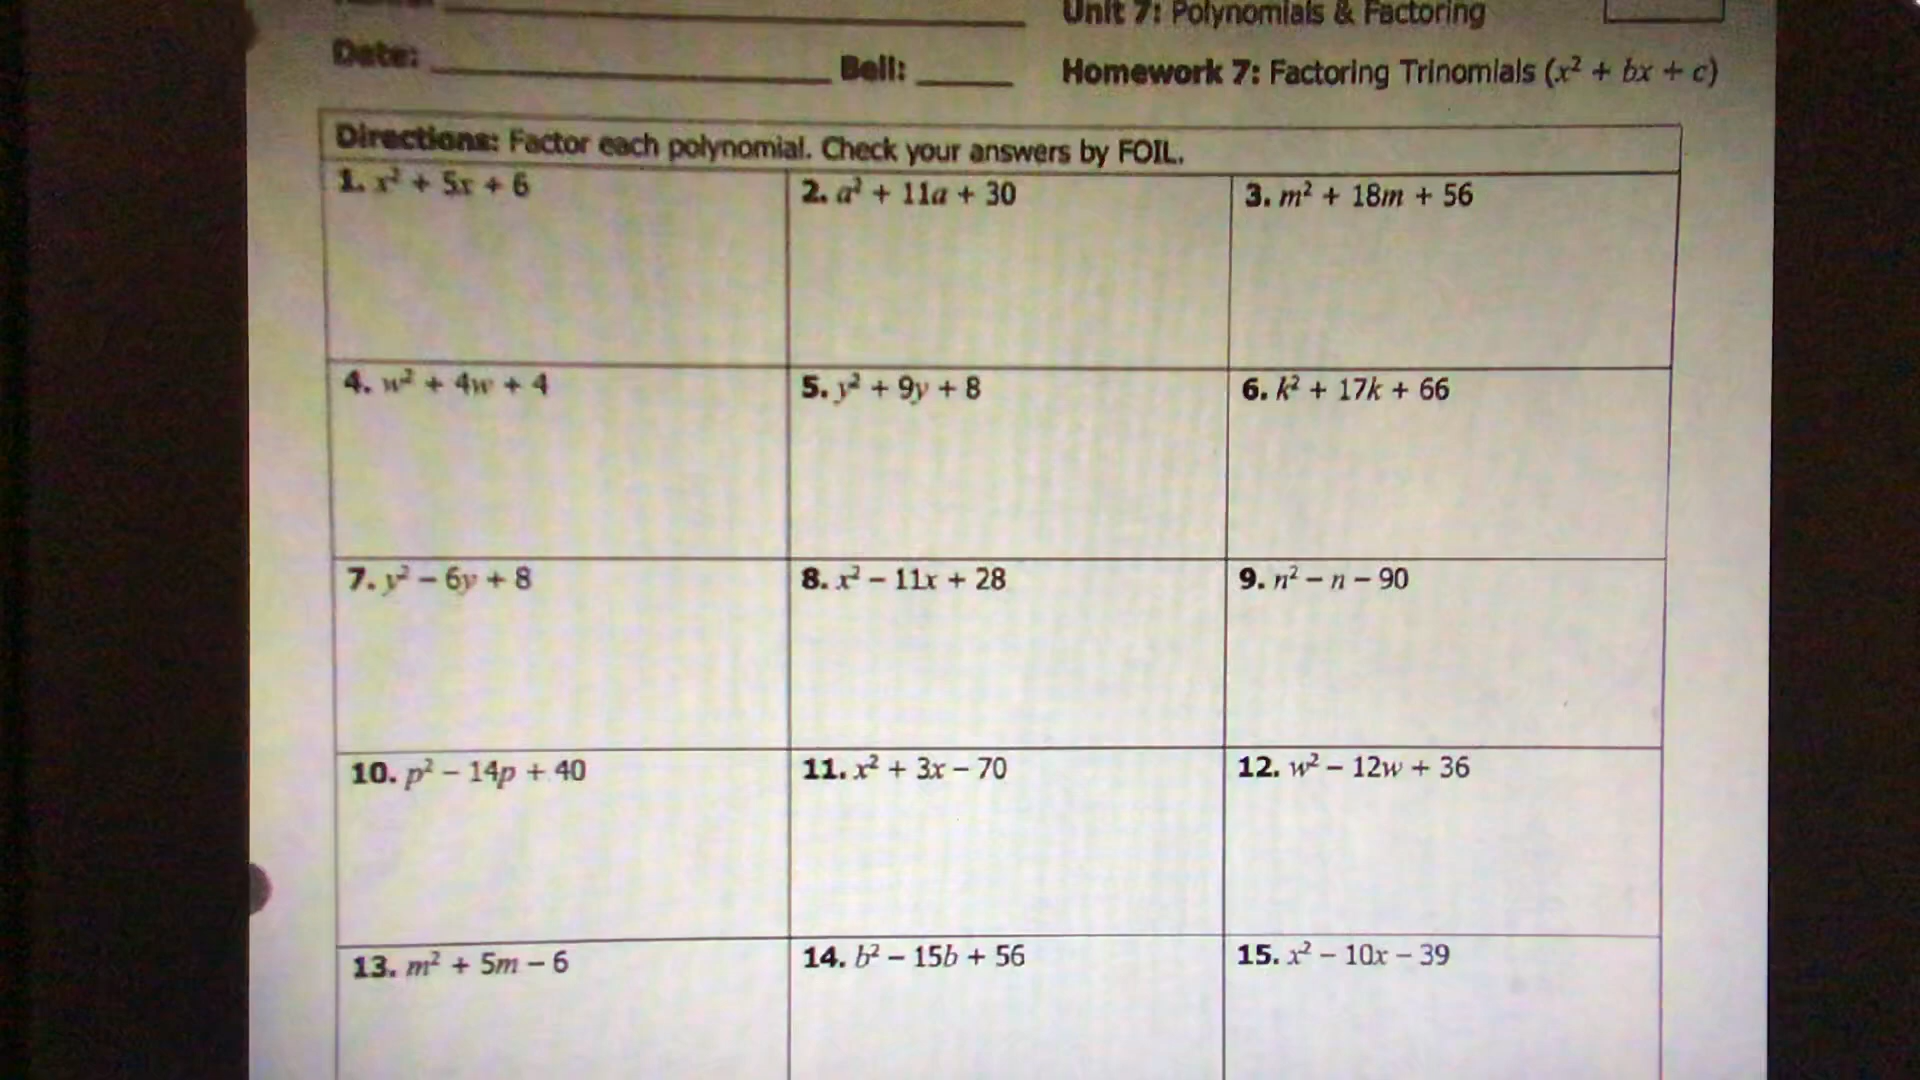 Unit 7: Polynomials & Factoring
Date: Bell:
Homework 7: Factoring Trinomials (x² + bx + c)
Directions: Factor each polynomial. Check your answers by FOIL.
1. x² + 5x + 6
2. a² + 11a + 30
3. m² + 18m + 56
4. w² + 4w + 4
5. y² + 9y + 8
6. k² + 17k + 66
7. y² – 6y + 8
8. x² – 11x + 28
9. n² – n – 90
10. p² – 14p + 40
11. x² + 3x – 70
12. w² – 12w + 36
13. m² + 5m – 6
14. b² – 15b + 56
15. x² – 10x – 39